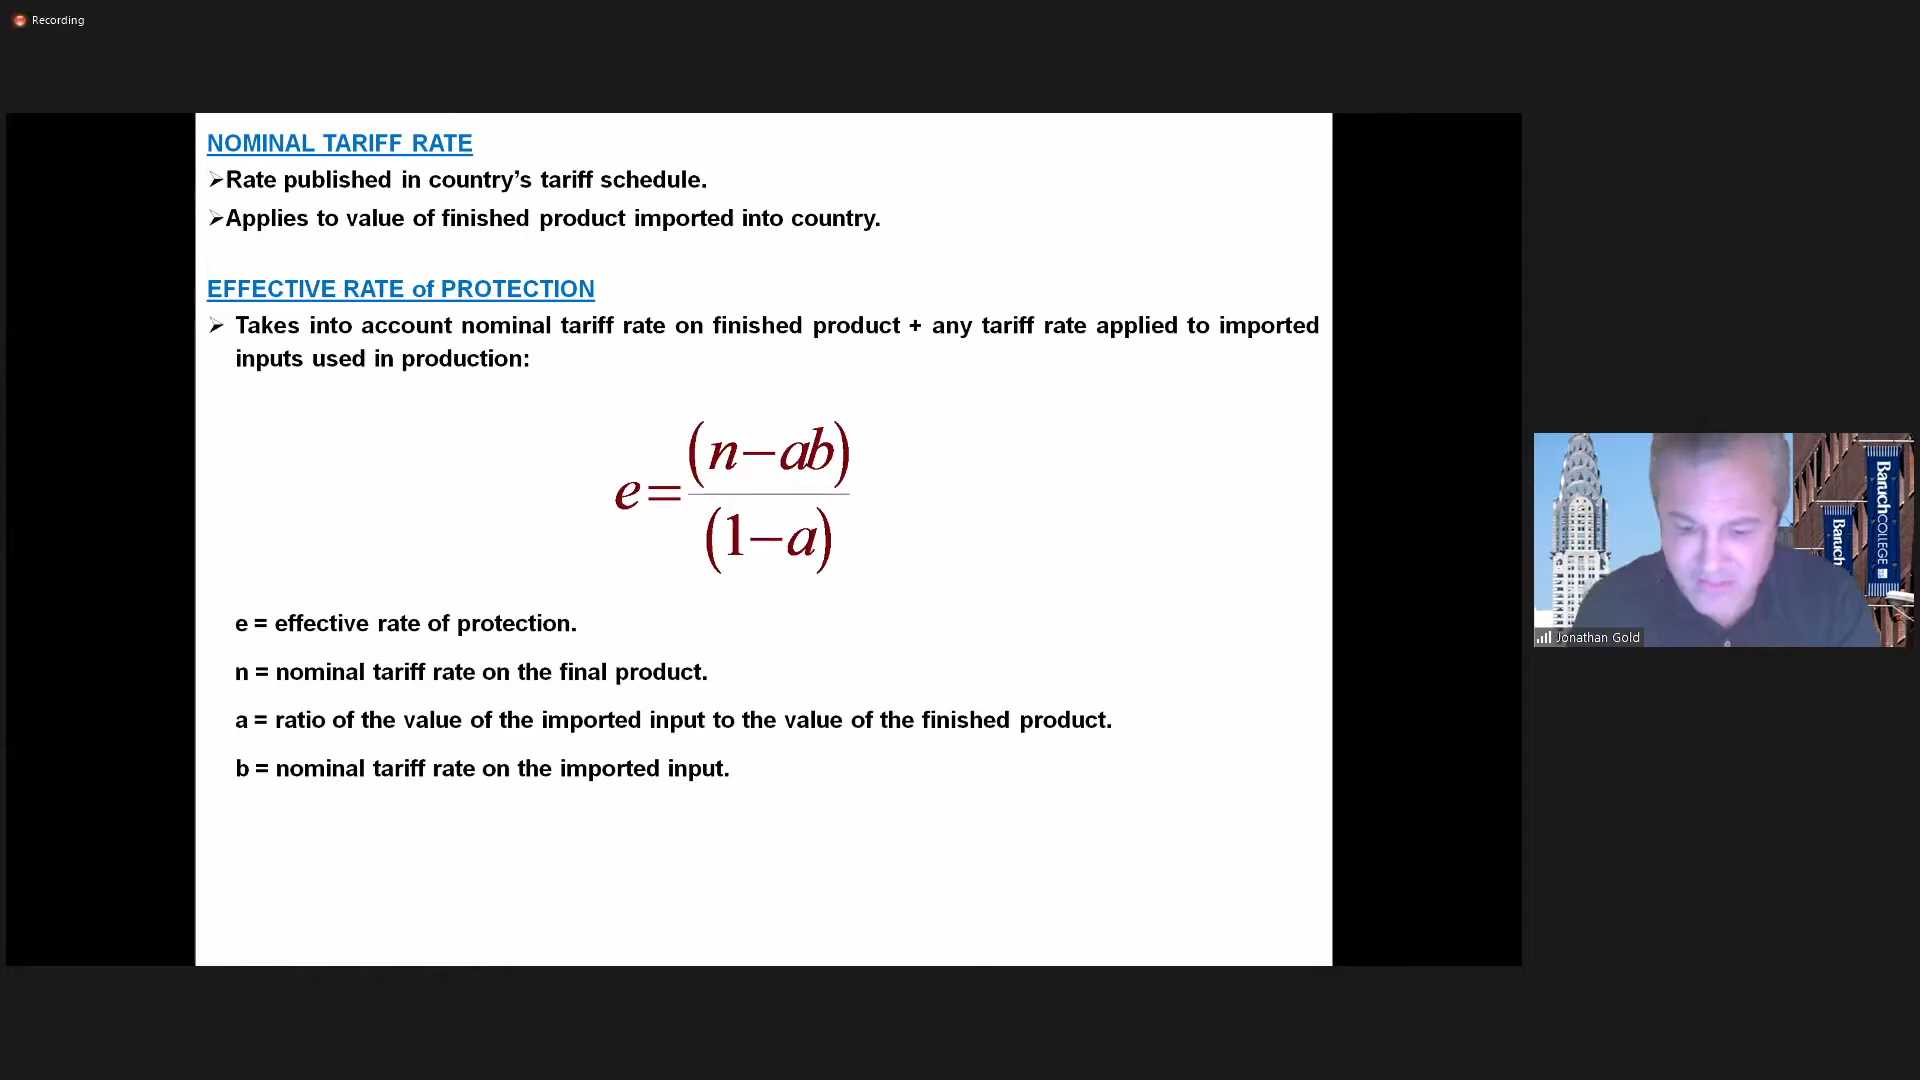 Recording
NOMINAL TARIFF RATE
➢Rate published in country’s tariff schedule.
➢Applies to value of finished product imported into country.
EFFECTIVE RATE of PROTECTION
➢ Takes into account nominal tariff rate on finished product + any tariff rate applied to imported
inputs used in production:
e=(n−ab)/(1−a)
e = effective rate of protection.
n = nominal tariff rate on the final product.
a = ratio of the value of the imported input to the value of the finished product.
b = nominal tariff rate on the imported input.
Baruch COLLEGE
Baruch
Jonathan Gold